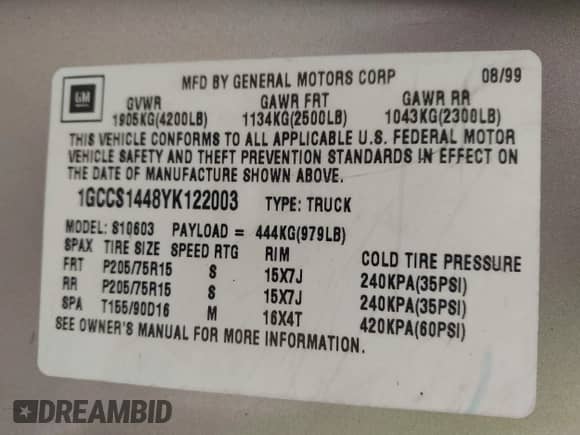 MFD BY GENERAL MOTORS CORP 08/99
GM
GVWR GAWR FRT GAWR RR
1905KG(4200LB) 1134KG(2500LB) 1043KG(2300LB)
THIS VEHICLE CONFORMS TO ALL APPLICABLE U.S. FEDERAL MOTOR
VEHICLE SAFETY AND THEFT PREVENTION STANDARDS IN EFFECT ON
THE DATE OF MANUFACTURE SHOWN ABOVE.
1GCCS1448YK122003 TYPE: TRUCK
MODEL: S10603 PAYLOAD = 444KG(979LB)
SPAX TIRE SIZE SPEED RTG RIM COLD TIRE PRESSURE
FRT P205/75R15 S 15X7J 240KPA(35PSI)
RR P205/75R15 S 15X7J 240KPA(35PSI)
SPA T155/90D16 M 16X4T 420KPA(60PSI)
SEE OWNER'S MANUAL FOR MORE INFORMATION.
DREAMBID